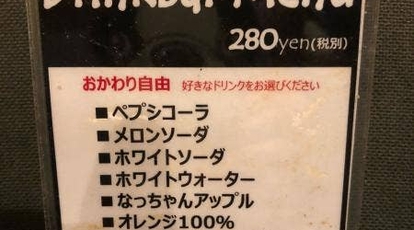 DRINKBAR MENU
280yen(税別)
おかわり自由 好きなドリンクをお選びください
■ペプシコーラ
■メロンソーダ
■ホワイトソーダ
■ホワイトウォーター
■なっちゃんアップル
■オレンジ100%